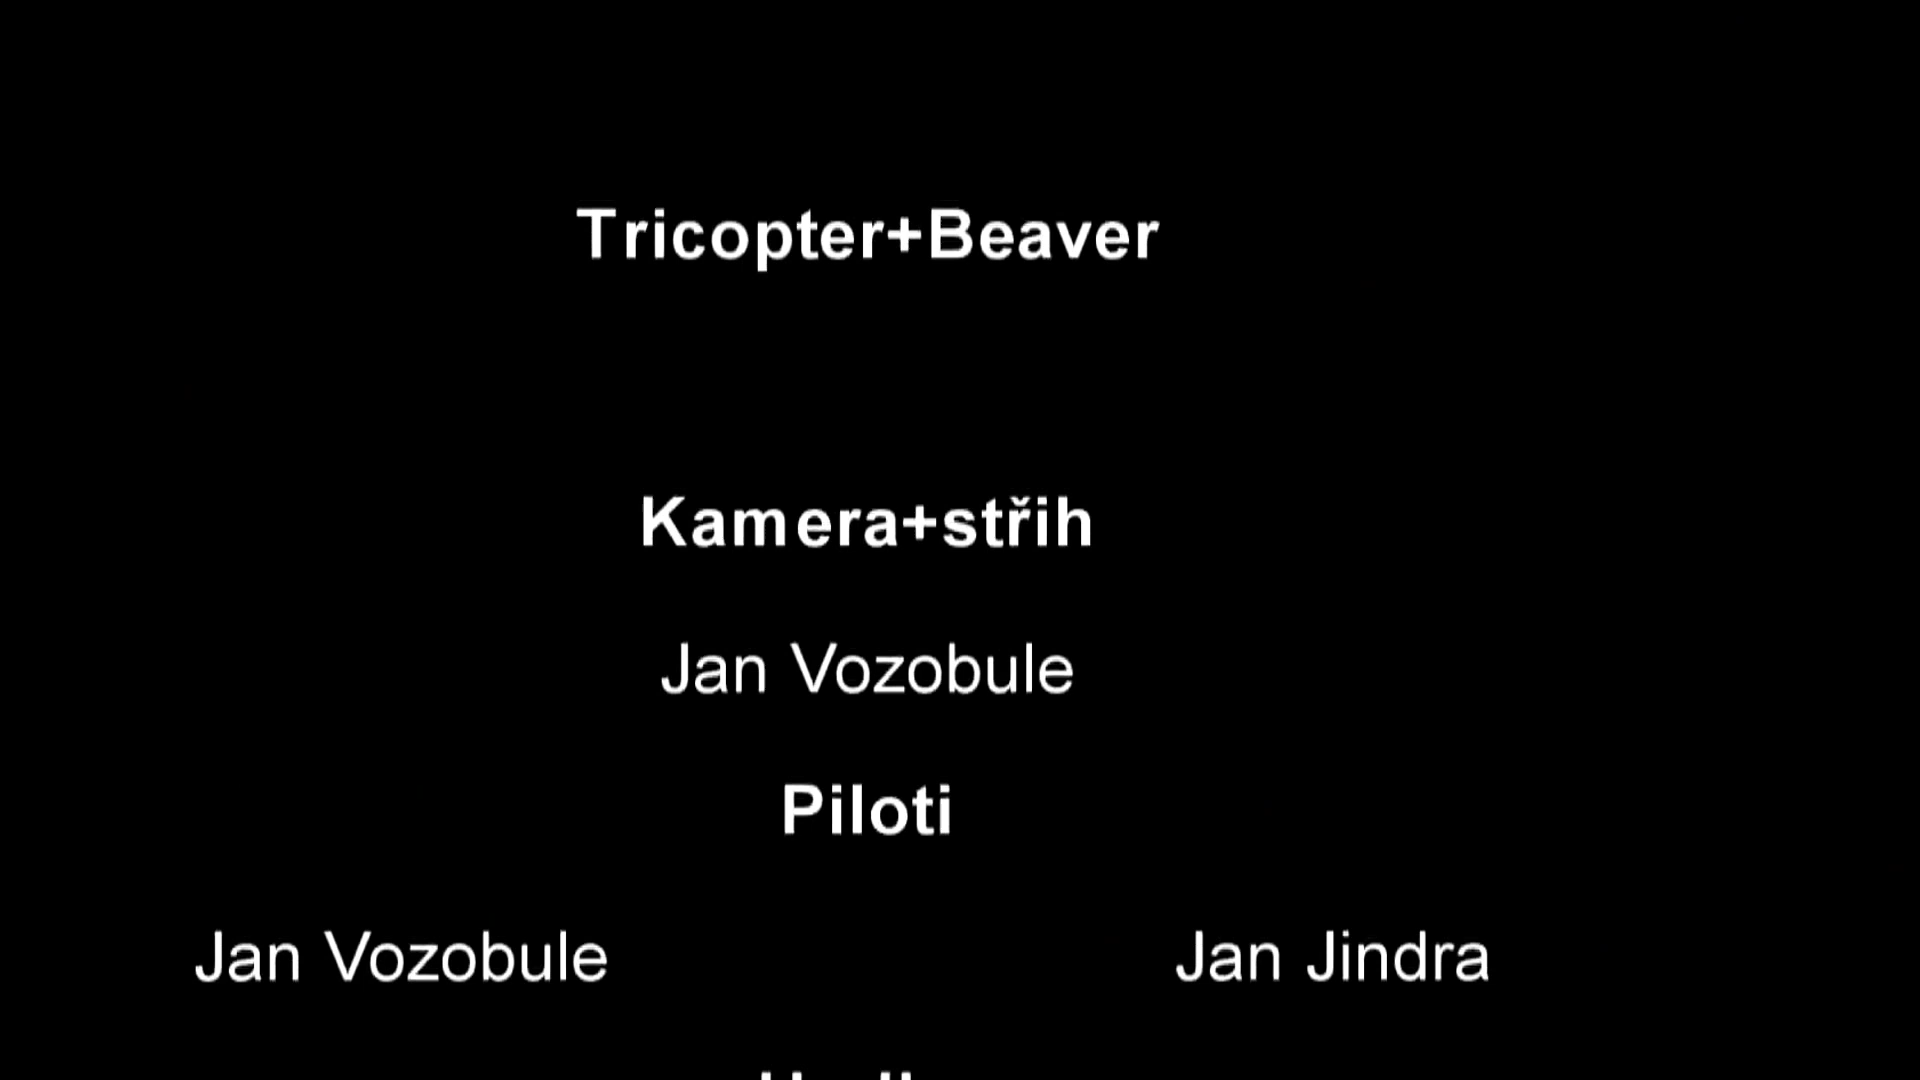 Tricopter+Beaver
Kamera+střih
Jan Vozobule
Piloti
Jan Vozobule Jan Jindra